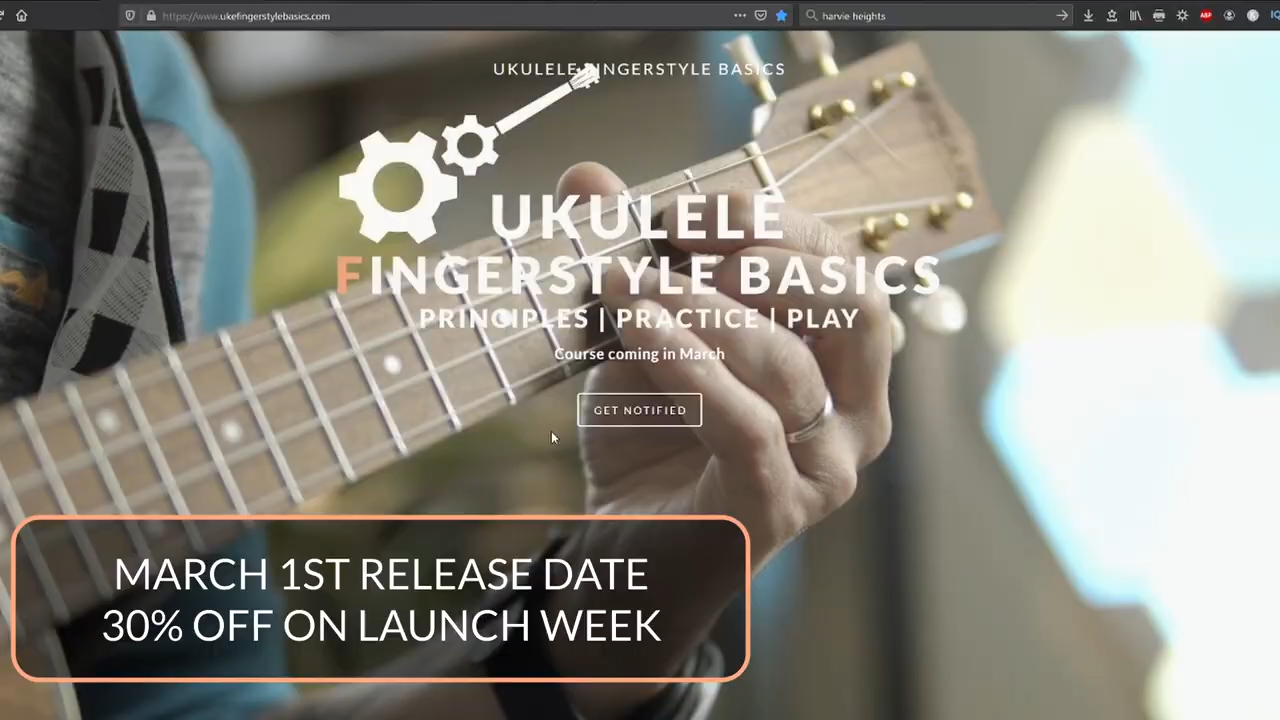 https://www.ukefingerstylebasics.com
harvie heights
ABP
UKULELE FINGERSTYLE BASICS
UKULELE
FINGERSTYLE BASICS
PRINCIPLES | PRACTICE | PLAY
Course coming in March
GET NOTIFIED
MARCH 1ST RELEASE DATE
30% OFF ON LAUNCH WEEK